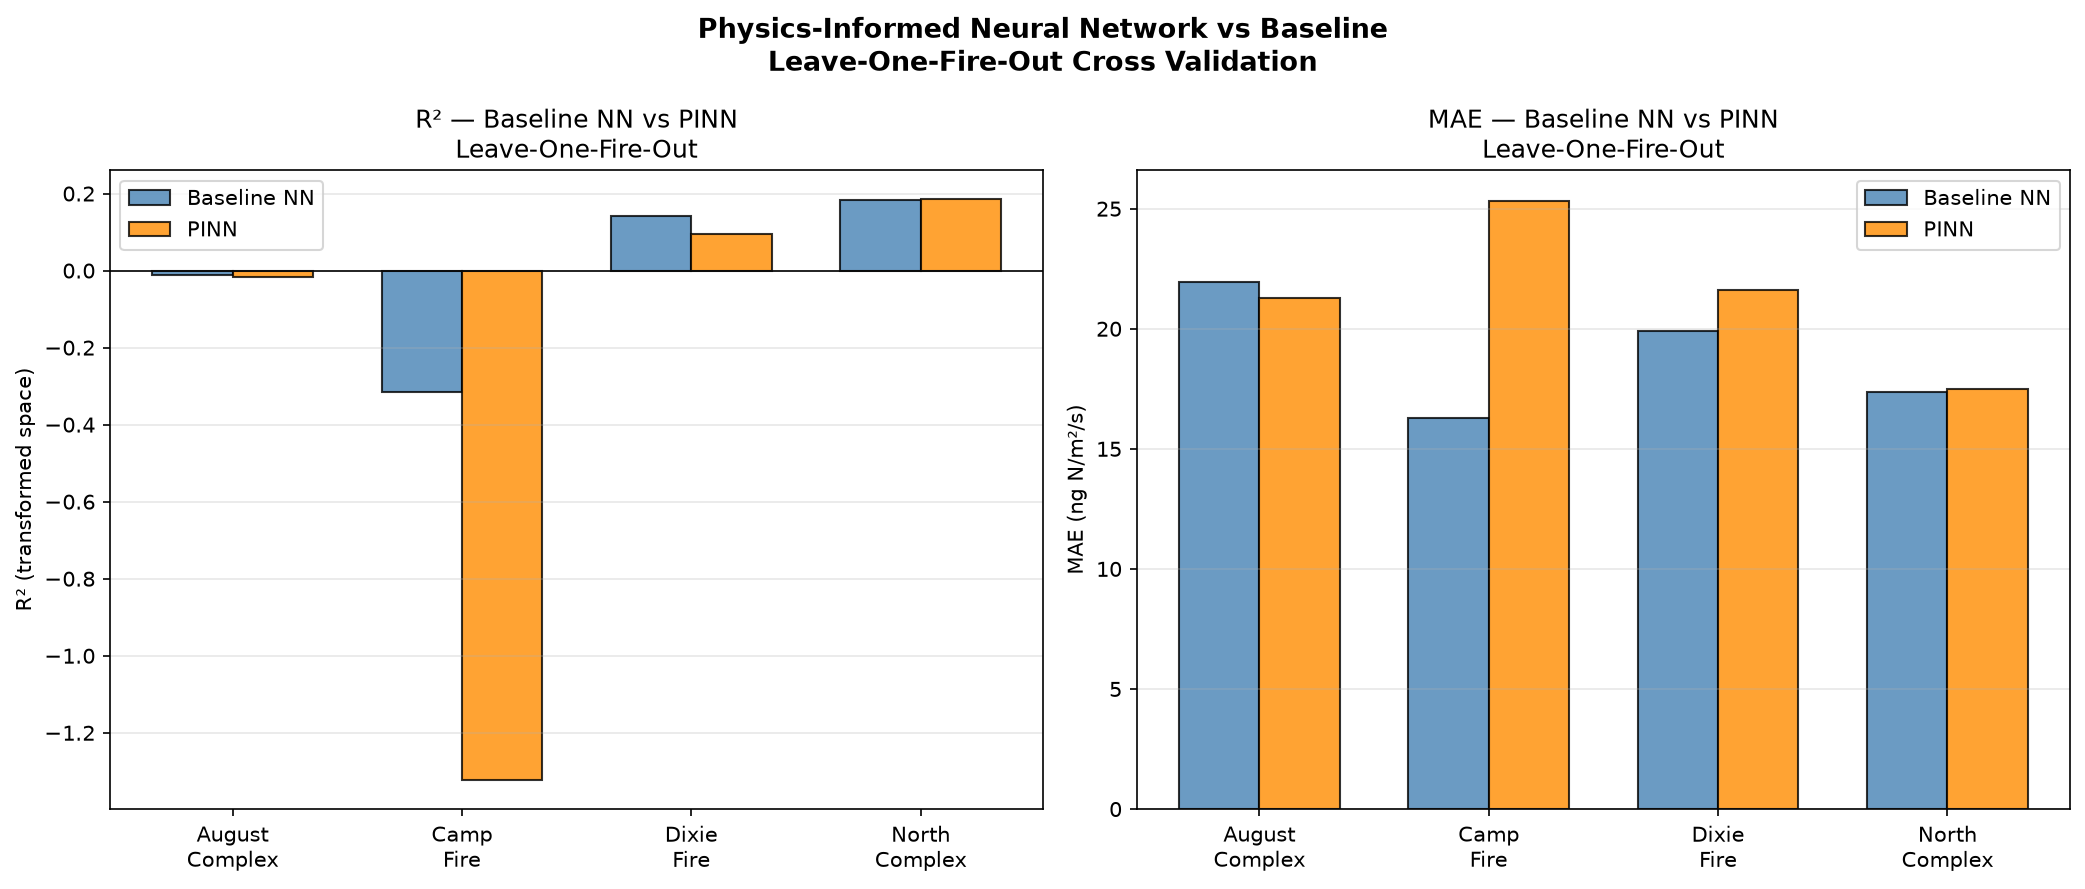 Physics-Informed Neural Network vs Baseline
Leave-One-Fire-Out Cross Validation
R² — Baseline NN vs PINN
Leave-One-Fire-Out
Baseline NN
PINN
R² (transformed space)
0.2
0.0
−0.2
−0.4
−0.6
−0.8
−1.0
−1.2
August
Complex
Camp
Fire
Dixie
Fire
North
Complex
MAE — Baseline NN vs PINN
Leave-One-Fire-Out
Baseline NN
PINN
MAE (ng N/m²/s)
25
20
15
10
5
0
August
Complex
Camp
Fire
Dixie
Fire
North
Complex